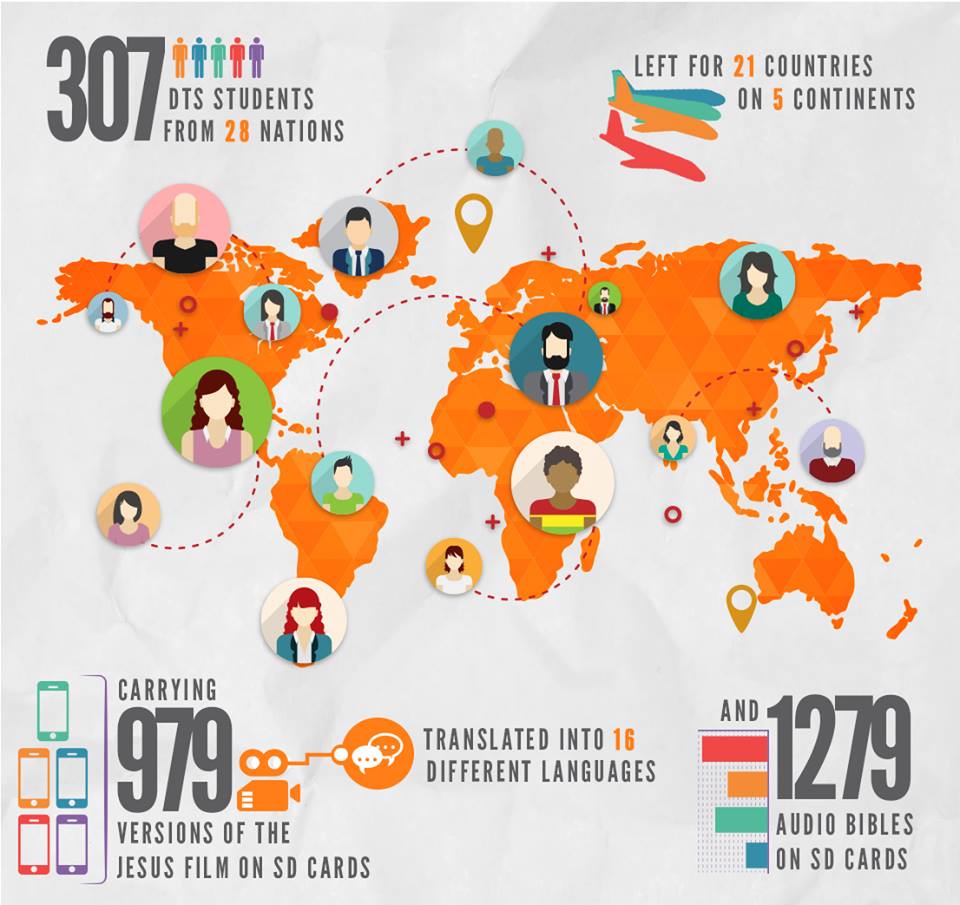 307
DTS STUDENTS
FROM 28 NATIONS
LEFT FOR 21 COUNTRIES
ON 5 CONTINENTS
CARRYING
979
VERSIONS OF THE
JESUS FILM ON SD CARDS
TRANSLATED INTO 16
DIFFERENT LANGUAGES
AND 1279
AUDIO BIBLES
ON SD CARDS